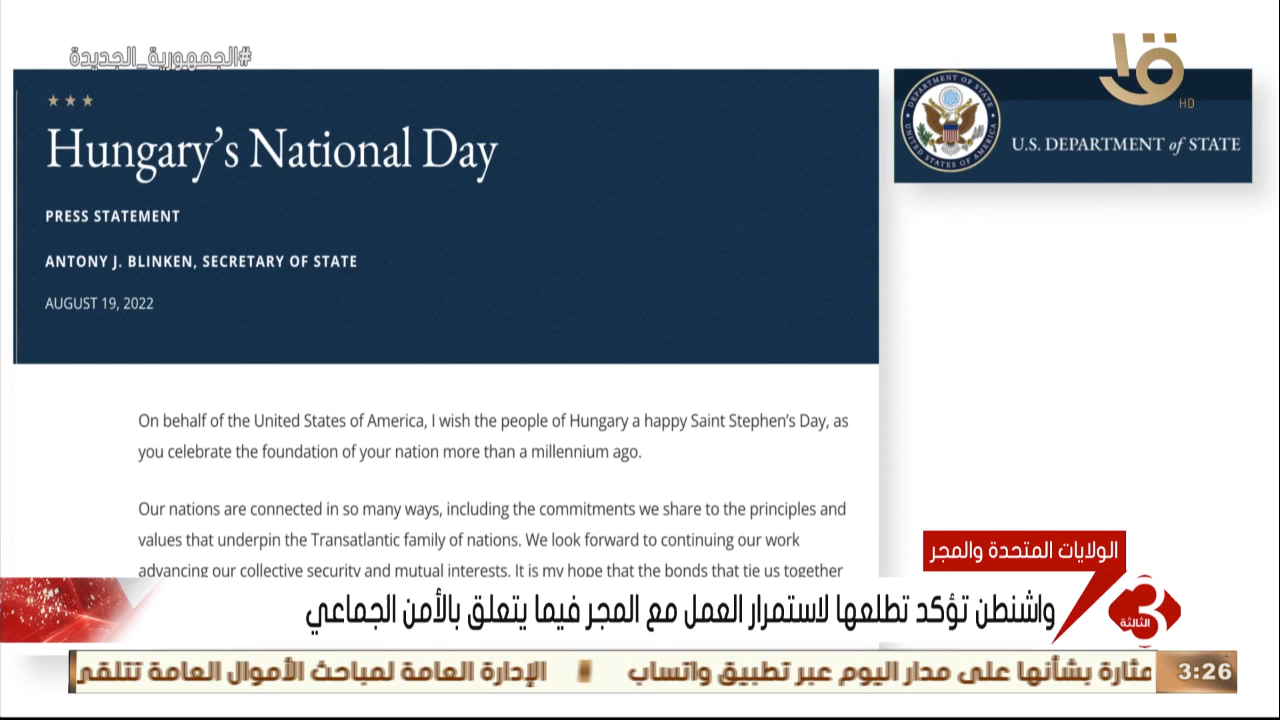 #الجمهورية_الجديدة
Hungary's National Day
PRESS STATEMENT
ANTONY J. BLINKEN, SECRETARY OF STATE
AUGUST 19, 2022
On behalf of the United States of America, I wish the people of Hungary a happy Saint Stephen's Day, as
you celebrate the foundation of your nation more than a millennium ago.
Our nations are connected in so many ways, including the commitments we share to the principles and
values that underpin the Transatlantic family of nations. We look forward to continuing our work
advancing our collective security and mutual interests. It is my hope that the bonds that tie us together
HD
DEPARTMENT OF STATE
UNITED STATES OF AMERICA
U.S. DEPARTMENT of STATE
الولايات المتحدة والمجر
واشنطن تؤكد تطلعها لاستمرار العمل مع المجر فيما يتعلق بالأمن الجماعي
3
الثالثة
مثارة بشأنها على مدار اليوم عبر تطبيق واتساب
الإدارة العامة لمباحث الأموال العامة تتلقى
3:26